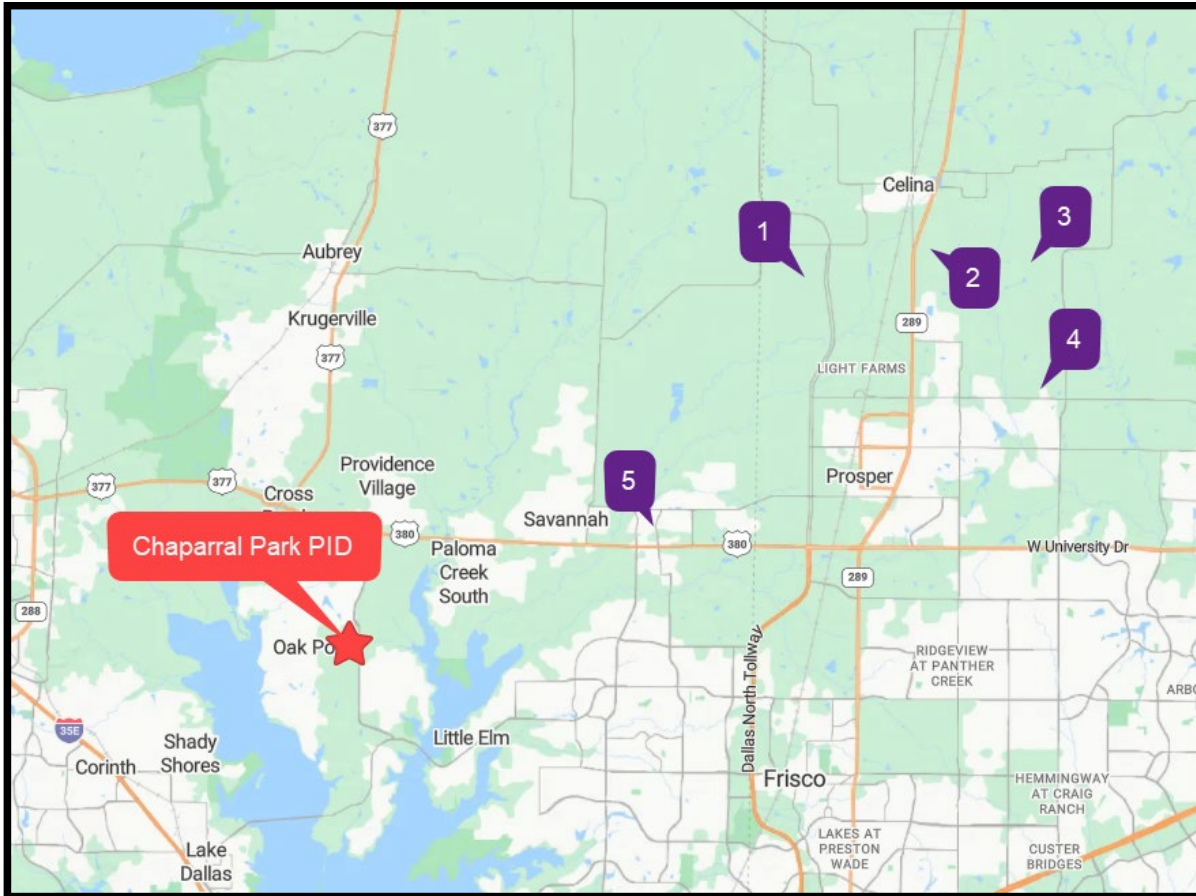 377
Celina
3
1
Aubrey
2
Krugerville
289
377
4
LIGHT FARMS
Providence
Village
Prosper
377
377
5
Cross
Savannah
380
Chaparral Park PID
380
W University Dr
Paloma
Creek
South
289
288
Oak Po
RIDGEVIEW
AT PANTHER
CREEK
Dallas North Tollway
ARBO
35E
Shady
Shores
Little Elm
Corinth
Frisco
HEMMINGWAY
AT CRAIG
RANCH
LAKES AT
PRESTON
WADE
CUSTER
BRIDGES
Lake
Dallas